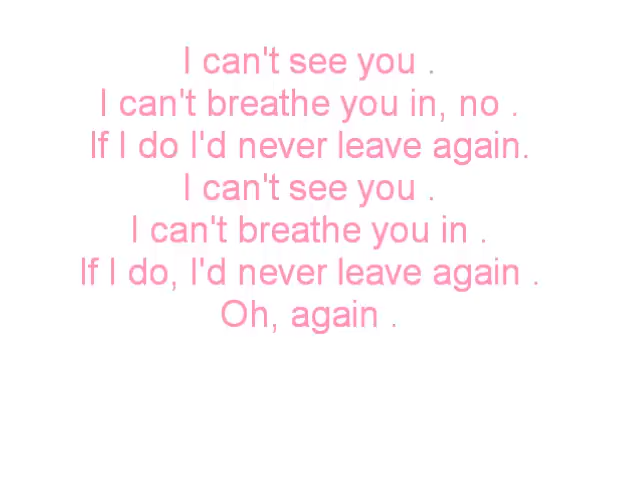 I can't see you .
I can't breathe you in, no .
If I do I'd never leave again.
I can't see you .
I can't breathe you in .
If I do, I'd never leave again .
Oh, again .